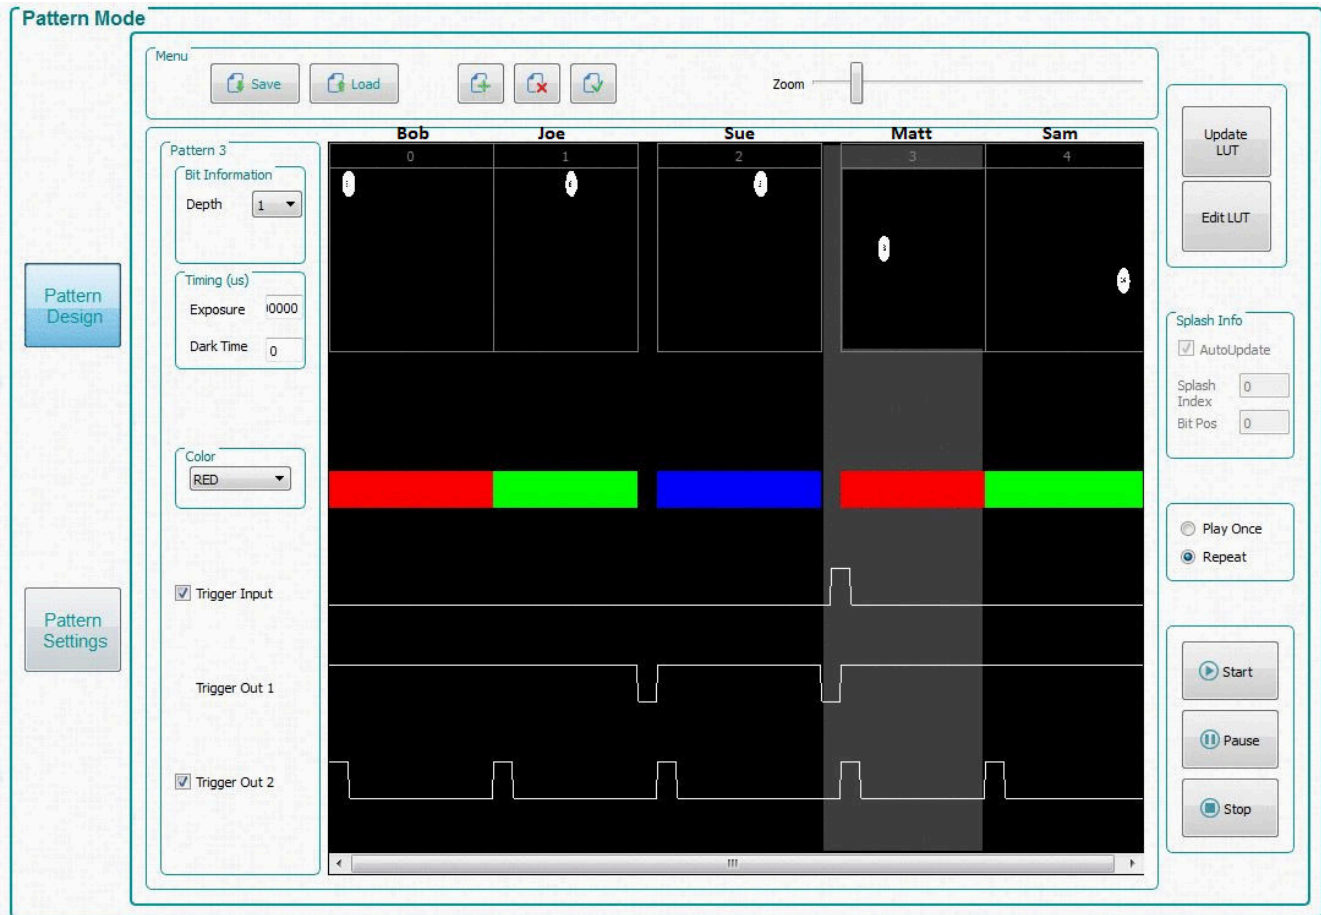 Pattern Mode
Menu
Save
Load
Zoom
Update
LUT
Edit LUT
Bob Joe Sue Matt Sam
Pattern 3
0 1 2 3 4
Bit Information
Depth 1
Timing (us)
Exposure 00000
Dark Time 0
Pattern
Design
Splash Info
AutoUpdate
Splash
Index
0
Bit Pos 0
Color
RED
Play Once
Repeat
Trigger Input
Pattern
Settings
Trigger Out 1
Trigger Out 2
Start
Pause
Stop